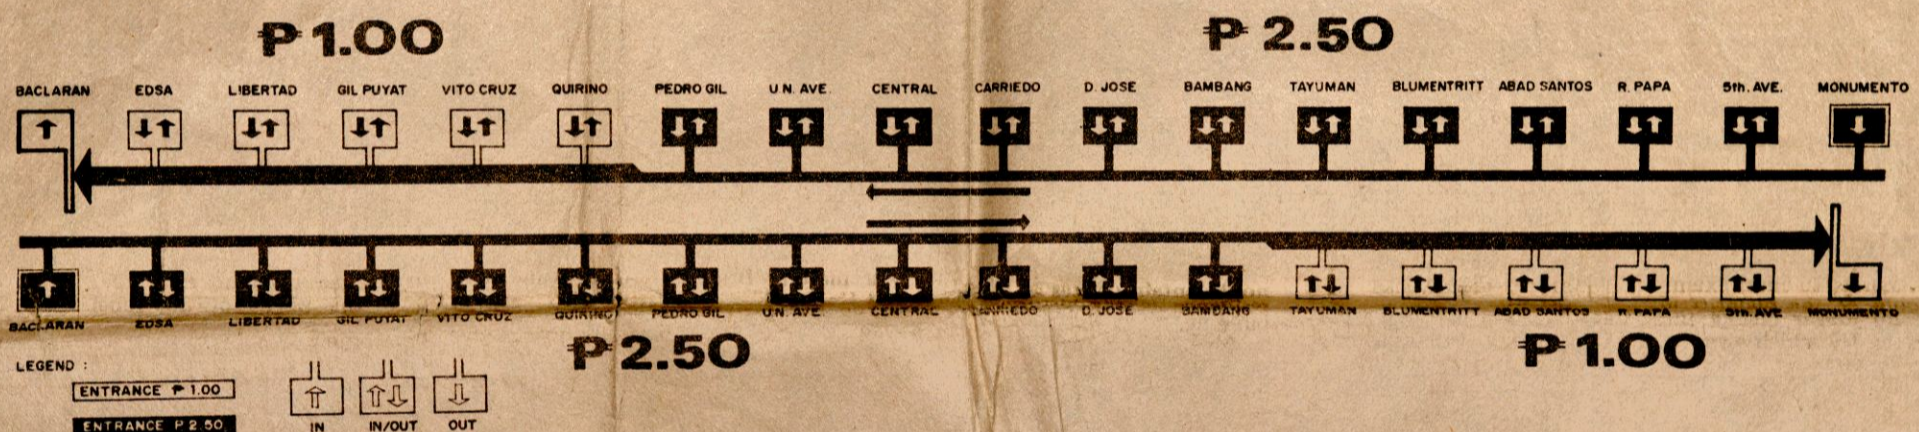 ₱ 1.00 ₱ 2.50
BACLARAN EDSA LIBERTAD GIL PUYAT VITO CRUZ QUIRINO PEDRO GIL U.N. AVE. CENTRAL CARRIEDO D. JOSE BAMBANG TAYUMAN BLUMENTRITT ABAD SANTOS R. PAPA 5th. AVE. MONUMENTO
BACLARAN EDSA LIBERTAD GIL PUYAT VITO CRUZ QUIRINO PEDRO GIL U.N. AVE. CENTRAL CARRIEDO D. JOSE BAMBANG TAYUMAN BLUMENTRITT ABAD SANTOS R. PAPA 5th. AVE MONUMENTO
₱ 2.50 ₱ 1.00
LEGEND :
ENTRANCE ₱ 1.00
ENTRANCE ₱ 2.50
IN IN/OUT OUT